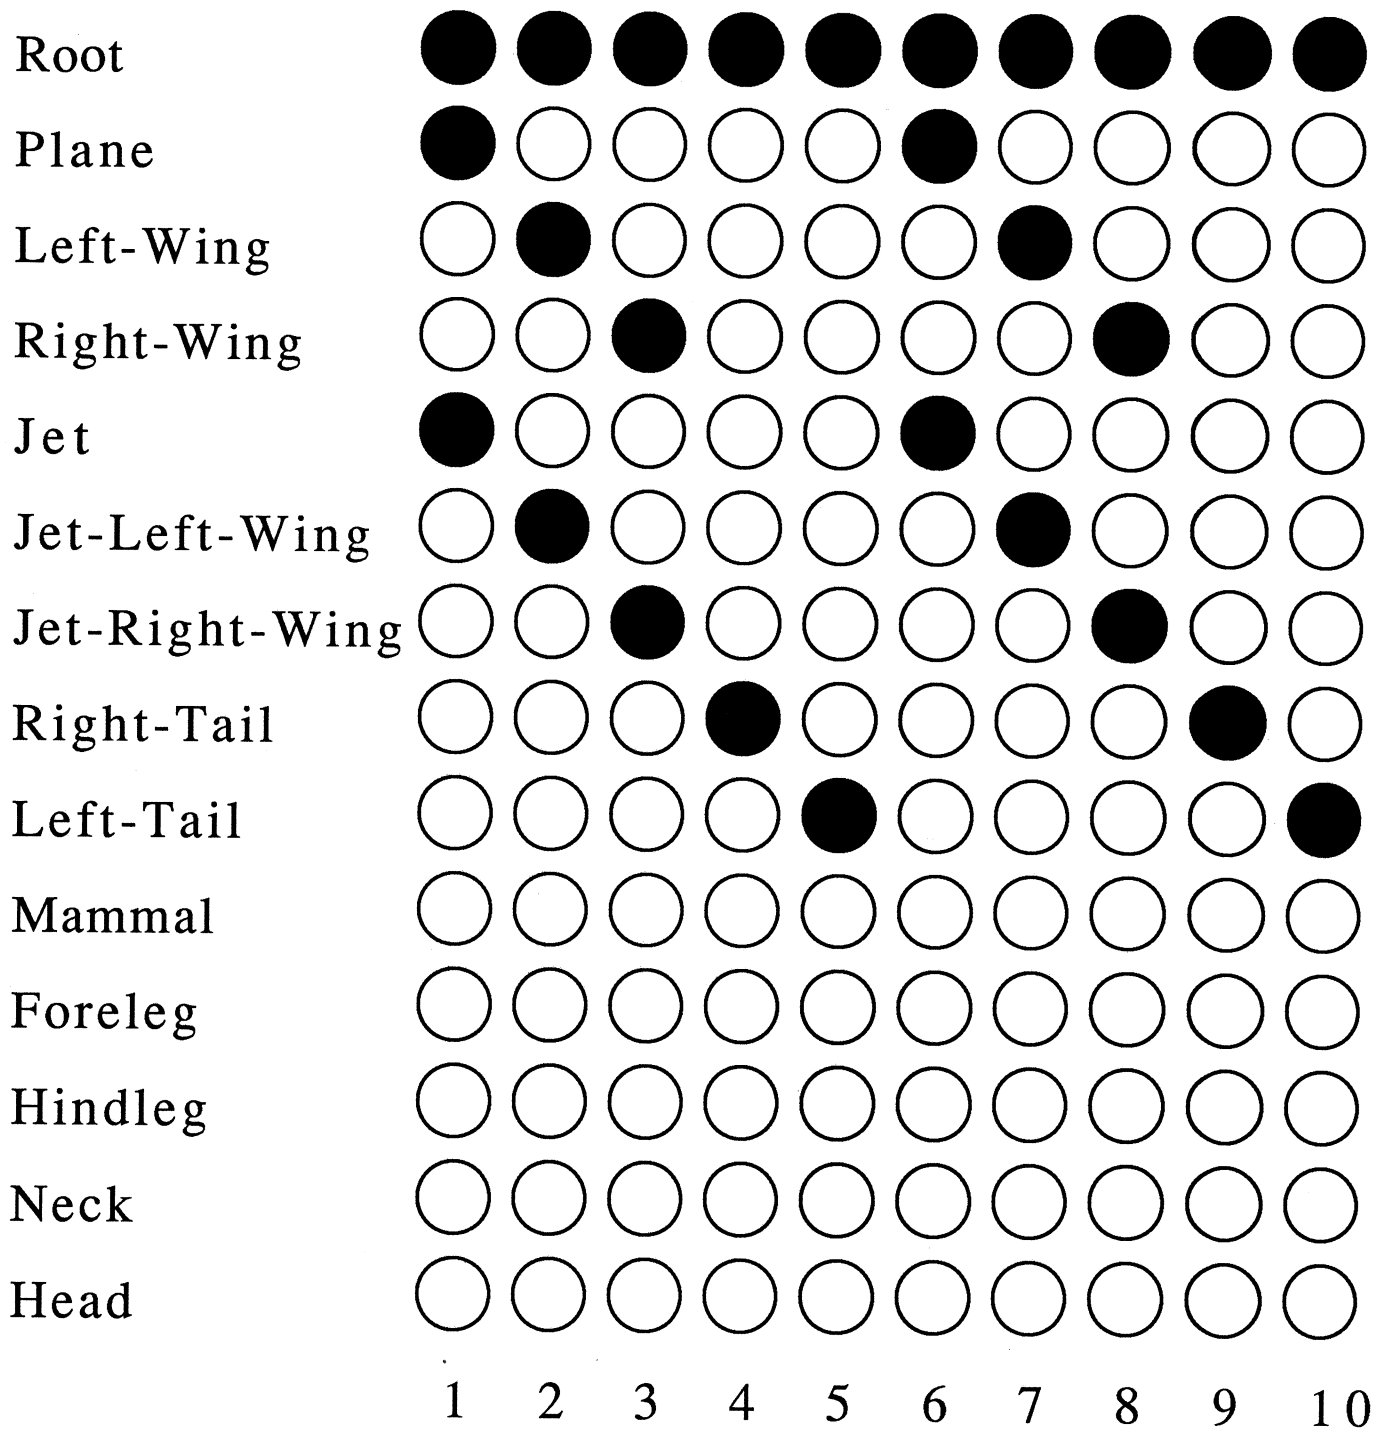 Root
Plane
Left-Wing
Right-Wing
Jet
Jet-Left-Wing
Jet-Right-Wing
Right-Tail
Left-Tail
Mammal
Foreleg
Hindleg
Neck
Head
1 2 3 4 5 6 7 8 9 10